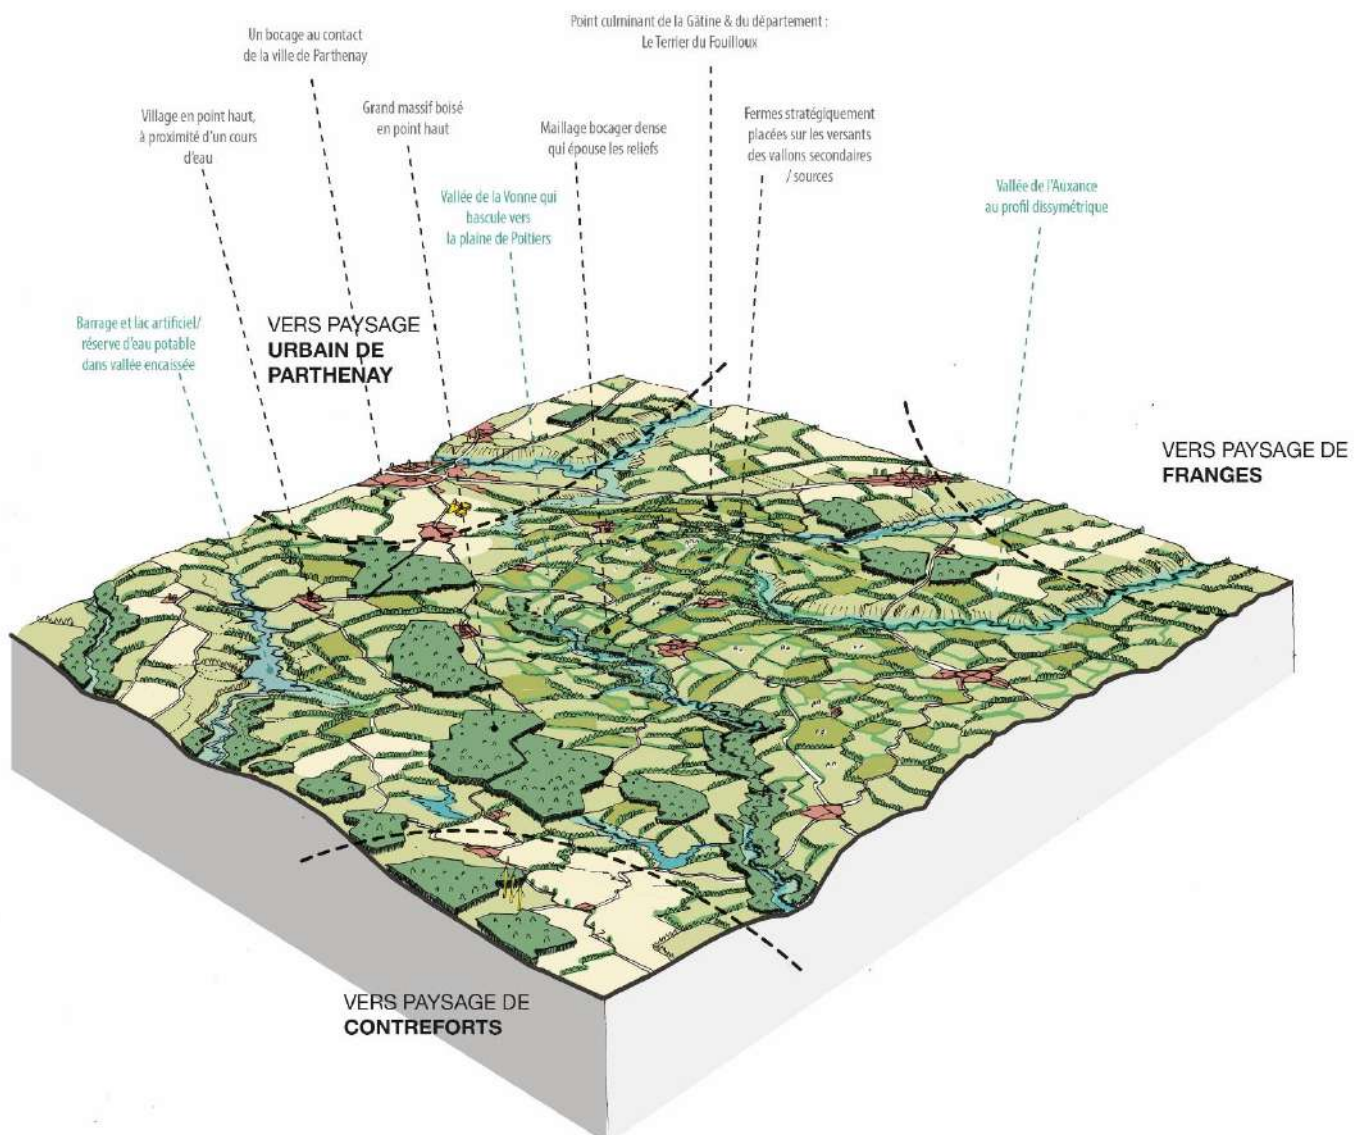 Point culminant de la Gâtine & du département :
Le Terrier du Fouilloux
Un bocage au contact
de la ville de Parthenay
Grand massif boisé
en point haut
Village en point haut,
à proximité d'un cours
d'eau
Maillage bocager dense
qui épouse les reliefs
Fermes stratégiquement
placées sur les versants
des vallons secondaires
/ sources
Vallée de la Vonne qui
bascule vers
la plaine de Poitiers
Vallée de l'Auxance
au profil dissymétrique
Barrage et lac artificiel/
réserve d'eau potable
dans vallée encaissée
VERS PAYSAGE
URBAIN DE
PARTHENAY
VERS PAYSAGE DE
FRANGES
VERS PAYSAGE DE
CONTREFORTS